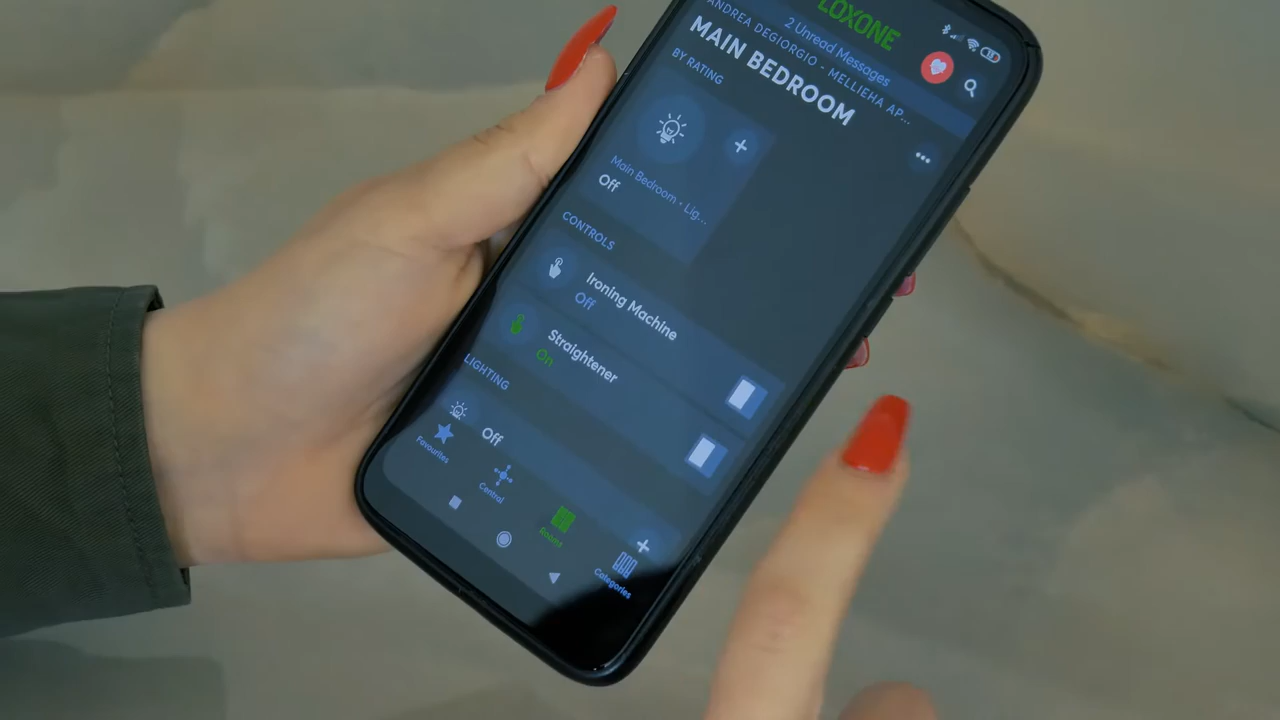 LOXONE
2 Unread Messages
ANDREA DEGIORGIO - MELLIEHA AP...
MAIN BEDROOM
BY RATING
Main Bedroom - Lig...
Off
CONTROLS
Ironing Machine
Off
Straightener
On
LIGHTING
Off
Favourites
Central
Rooms
Categories